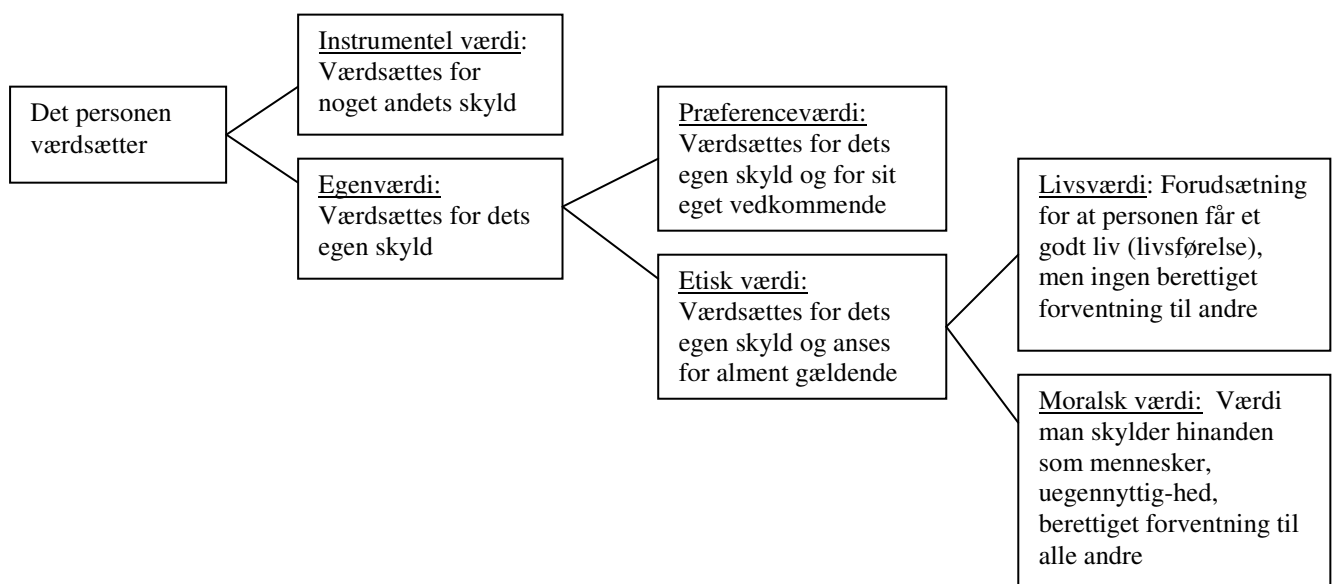 Det personen
værdsætter
Instrumentel værdi:
Værdsættes for
noget andets skyld
Egenværdi:
Værdsættes for dets
egen skyld
Præferenceværdi:
Værdsættes for dets
egen skyld og for sit
eget vedkommende
Etisk værdi:
Værdsættes for dets
egen skyld og anses
for alment gældende
Livsværdi: Forudsætning
for at personen får et
godt liv (livsførelse),
men ingen berettiget
forventning til andre
Moralsk værdi:  Værdi
man skylder hinanden
som mennesker,
uegennyttig-hed,
berettiget forventning til
alle andre